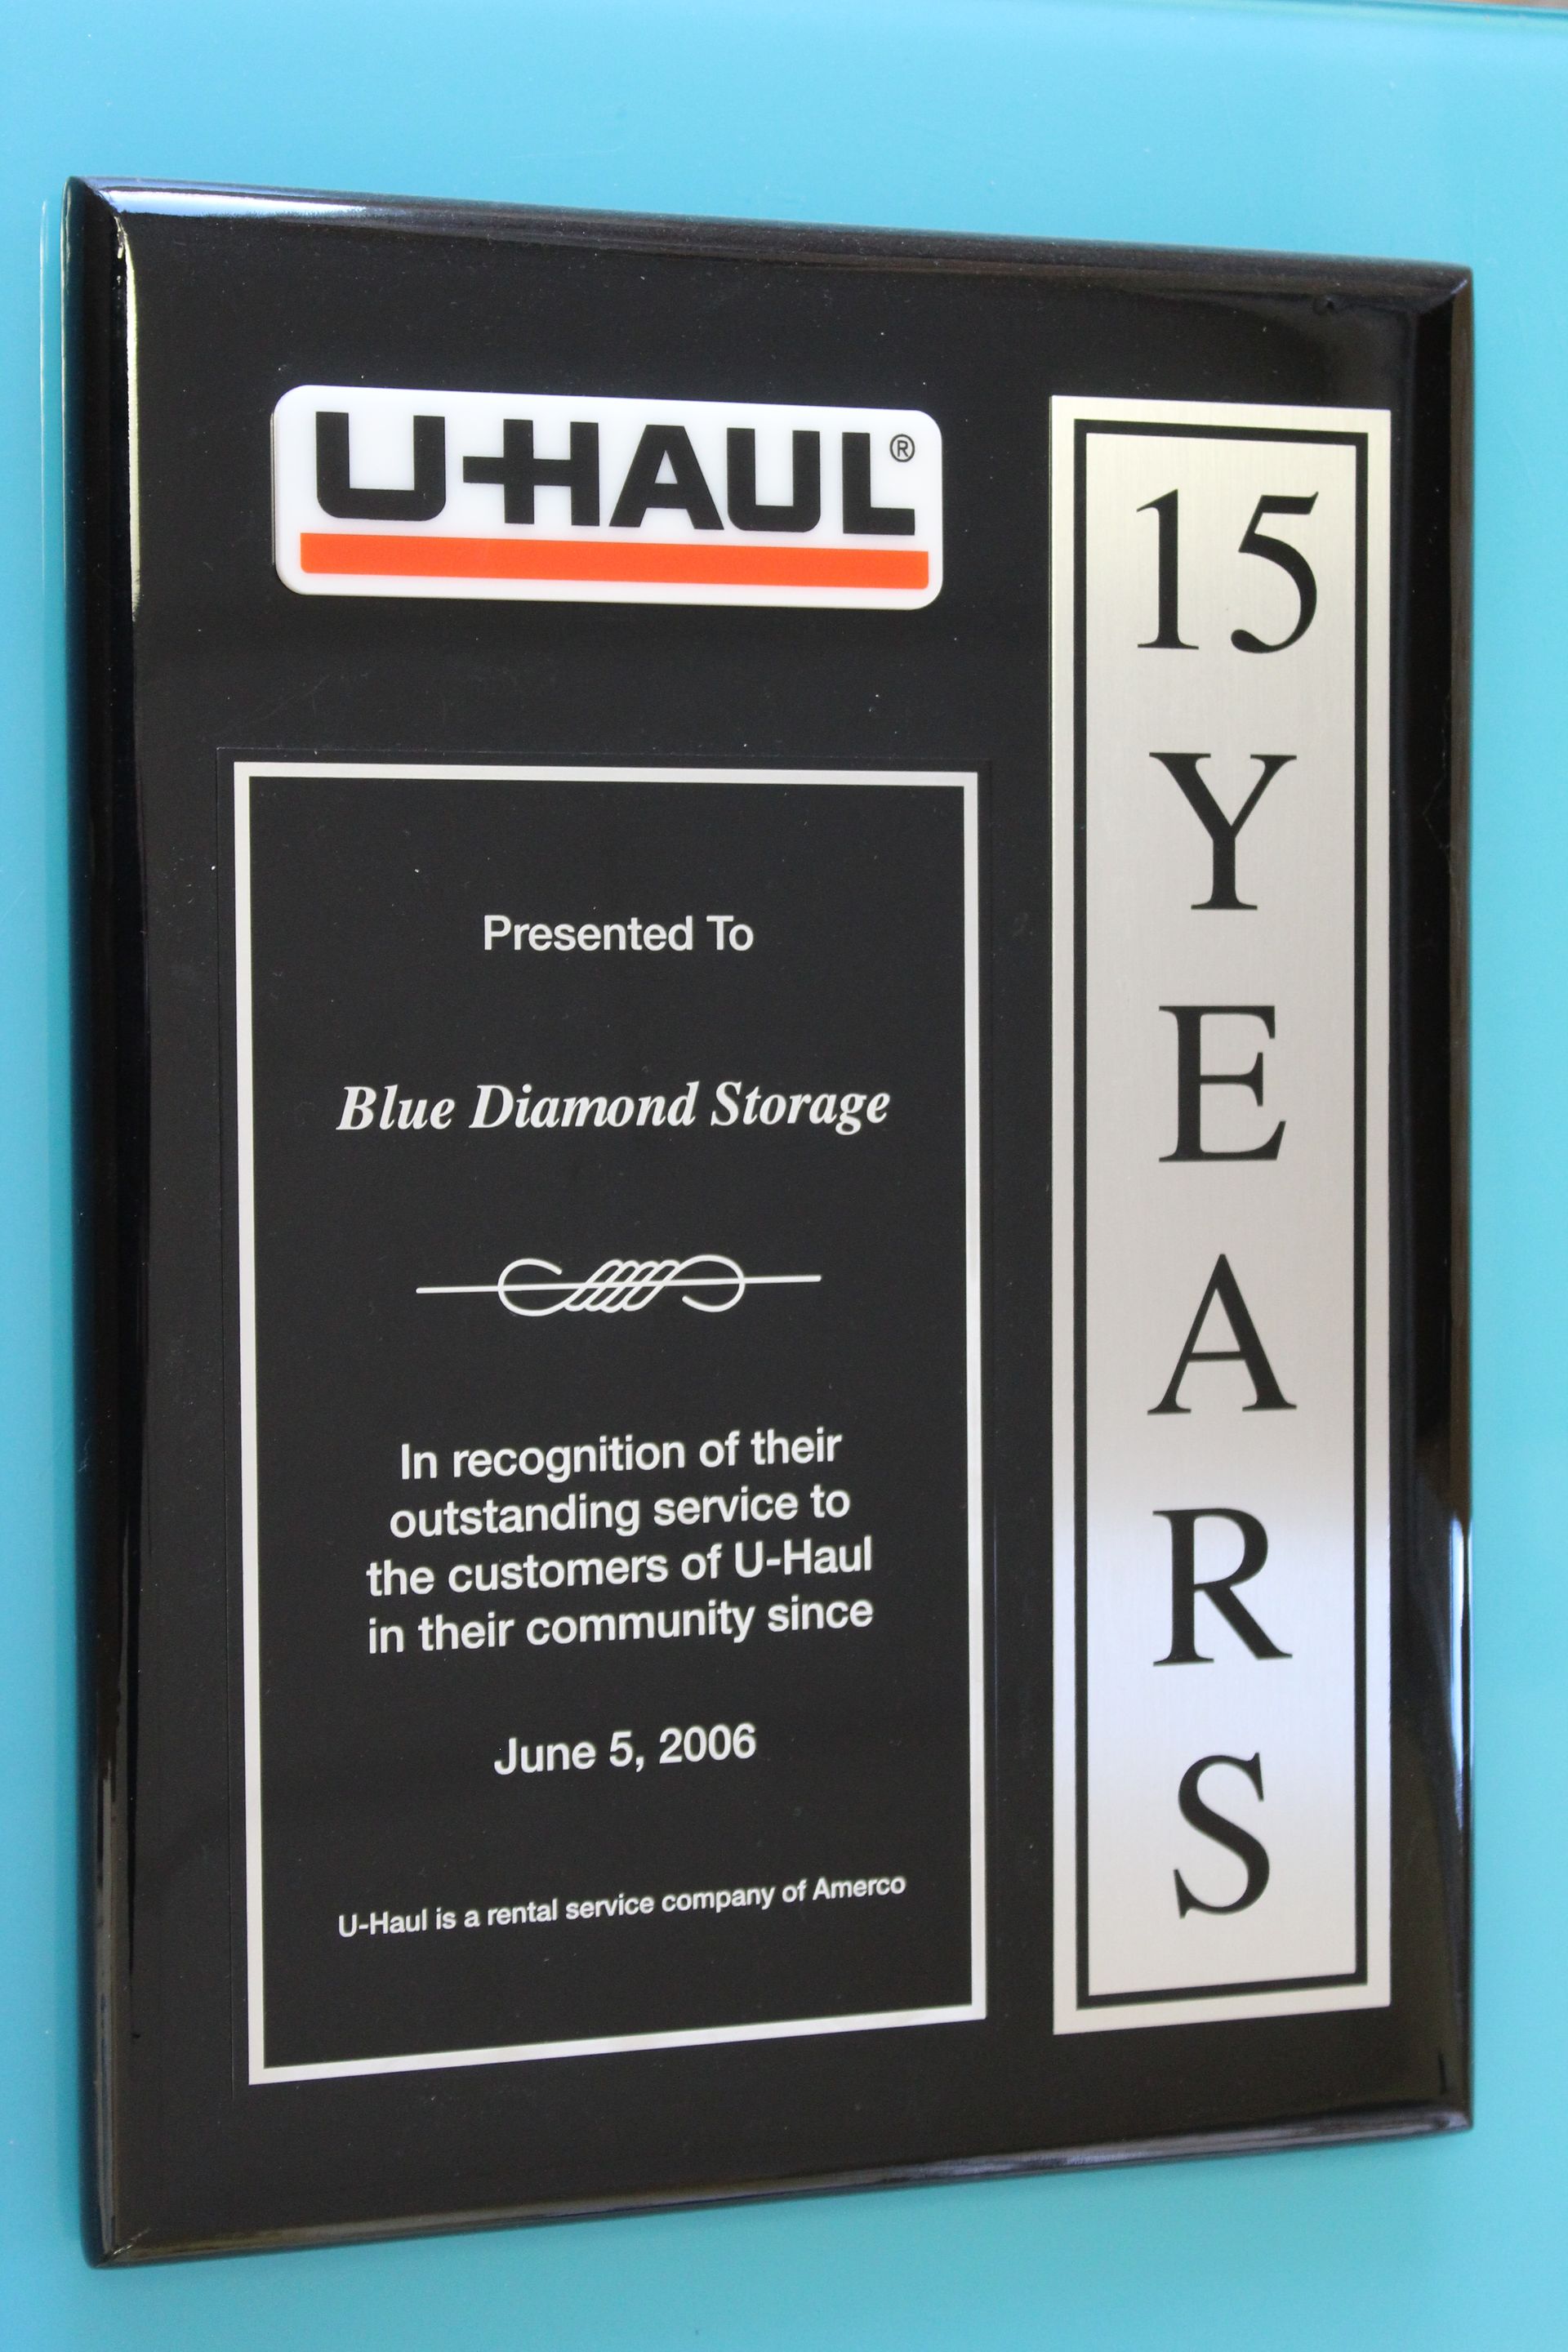 U-HAUL®
Presented To
Blue Diamond Storage
In recognition of their
outstanding service to
the customers of U-Haul
in their community since
June 5, 2006
U-Haul is a rental service company of Amerco
15
Y
E
A
R
S